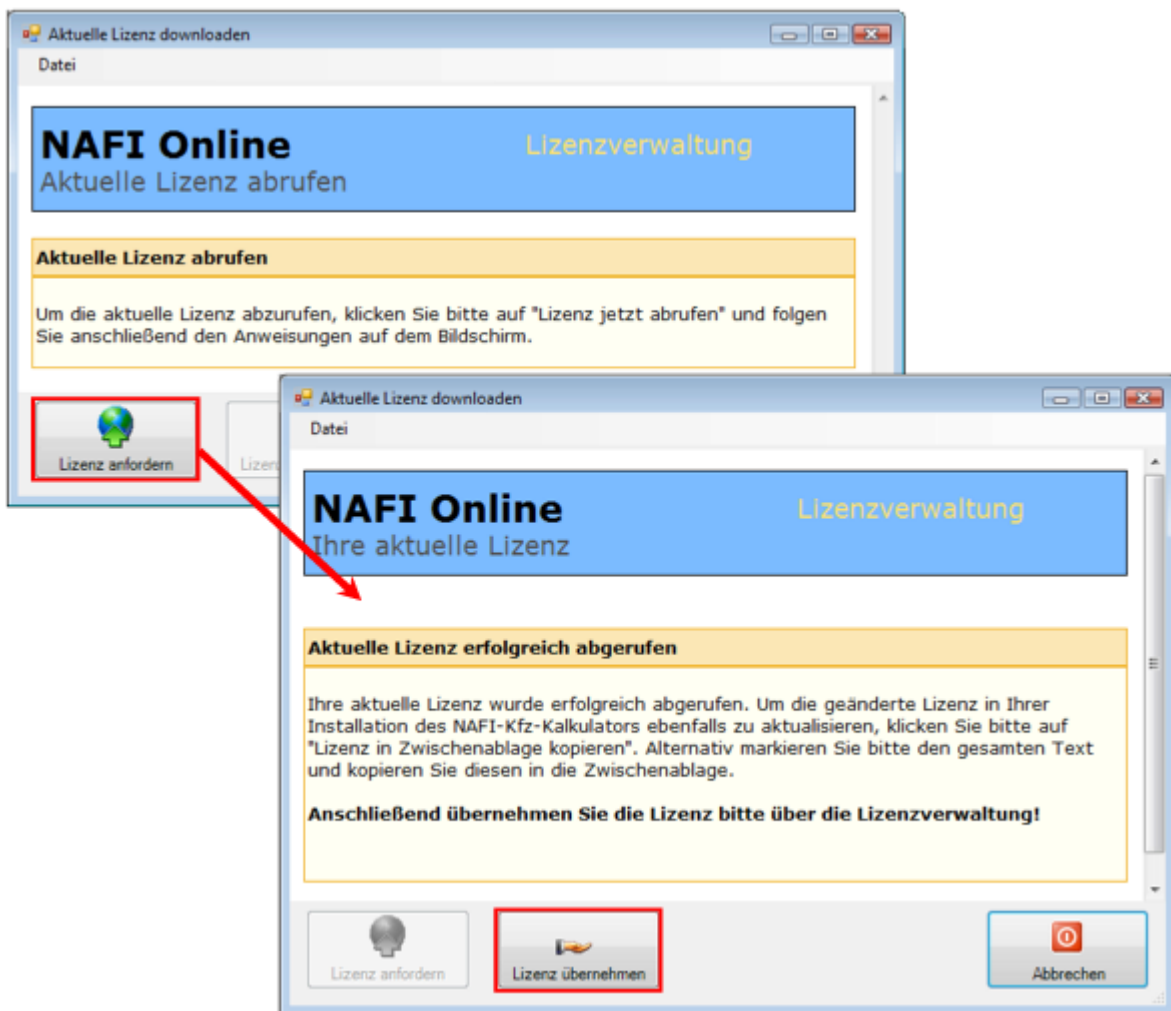 Aktuelle Lizenz downloaden
Datei
NAFI Online
Lizenzverwaltung
Aktuelle Lizenz abrufen
Aktuelle Lizenz abrufen
Um die aktuelle Lizenz abzurufen, klicken Sie bitte auf "Lizenz jetzt abrufen" und folgen
Sie anschließend den Anweisungen auf dem Bildschirm.
Lizenz anfordern
Aktuelle Lizenz downloaden
Datei
NAFI Online
Lizenzverwaltung
Ihre aktuelle Lizenz
Aktuelle Lizenz erfolgreich abgerufen
Ihre aktuelle Lizenz wurde erfolgreich abgerufen. Um die geänderte Lizenz in Ihrer
Installation des NAFI-Kfz-Kalkulators ebenfalls zu aktualisieren, klicken Sie bitte auf
"Lizenz in Zwischenablage kopieren". Alternativ markieren Sie bitte den gesamten Text
und kopieren Sie diesen in die Zwischenablage.
Anschließend übernehmen Sie die Lizenz bitte über die Lizenzverwaltung!
Lizenz anfordern
Lizenz übernehmen
Abbrechen